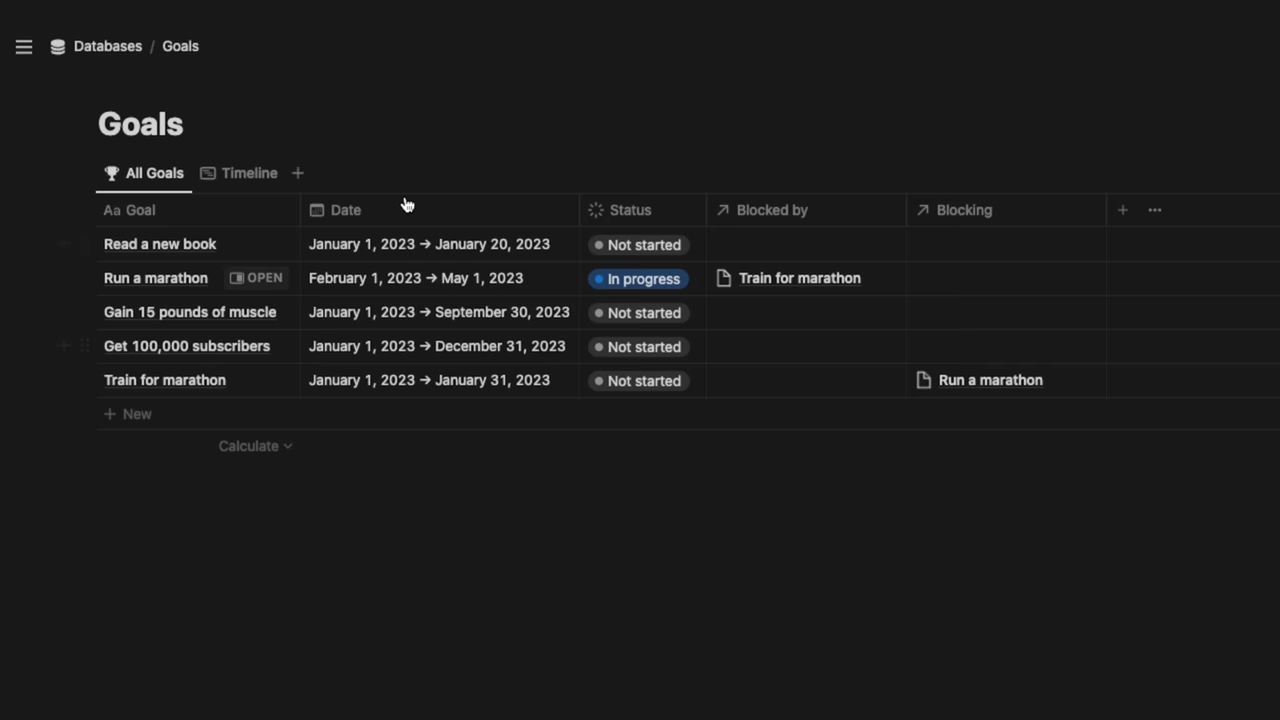 Databases / Goals
Goals
All Goals Timeline +
Aa Goal Date Status Blocked by Blocking + ···
Read a new book January 1, 2023 → January 20, 2023 Not started
Run a marathon OPEN February 1, 2023 → May 1, 2023 In progress Train for marathon
Gain 15 pounds of muscle January 1, 2023 → September 30, 2023 Not started
Get 100,000 subscribers January 1, 2023 → December 31, 2023 Not started
Train for marathon January 1, 2023 → January 31, 2023 Not started Run a marathon
+ New
Calculate